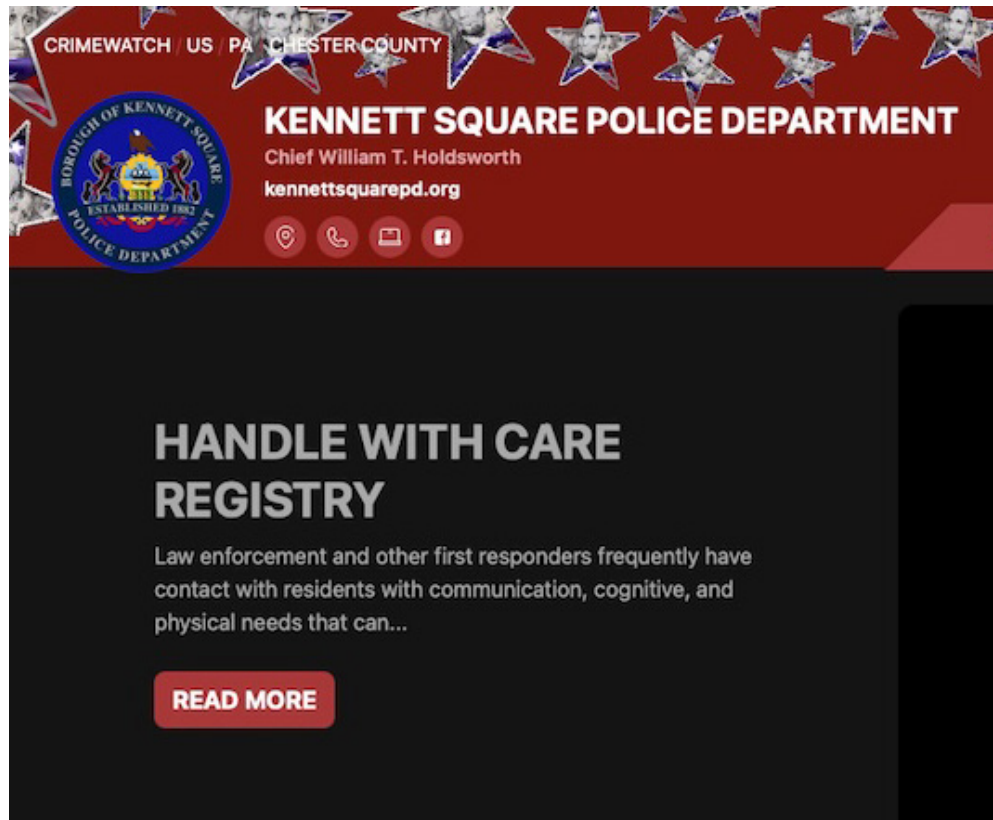 CRIMEWATCH / US / PA / CHESTER COUNTY
BOROUGH OF KENNETT SQUARE
ESTABLISHED 1882
POLICE DEPARTMENT
KENNETT SQUARE POLICE DEPARTMENT
Chief William T. Holdsworth
kennettsquarepd.org
HANDLE WITH CARE
REGISTRY
Law enforcement and other first responders frequently have
contact with residents with communication, cognitive, and
physical needs that can...
READ MORE